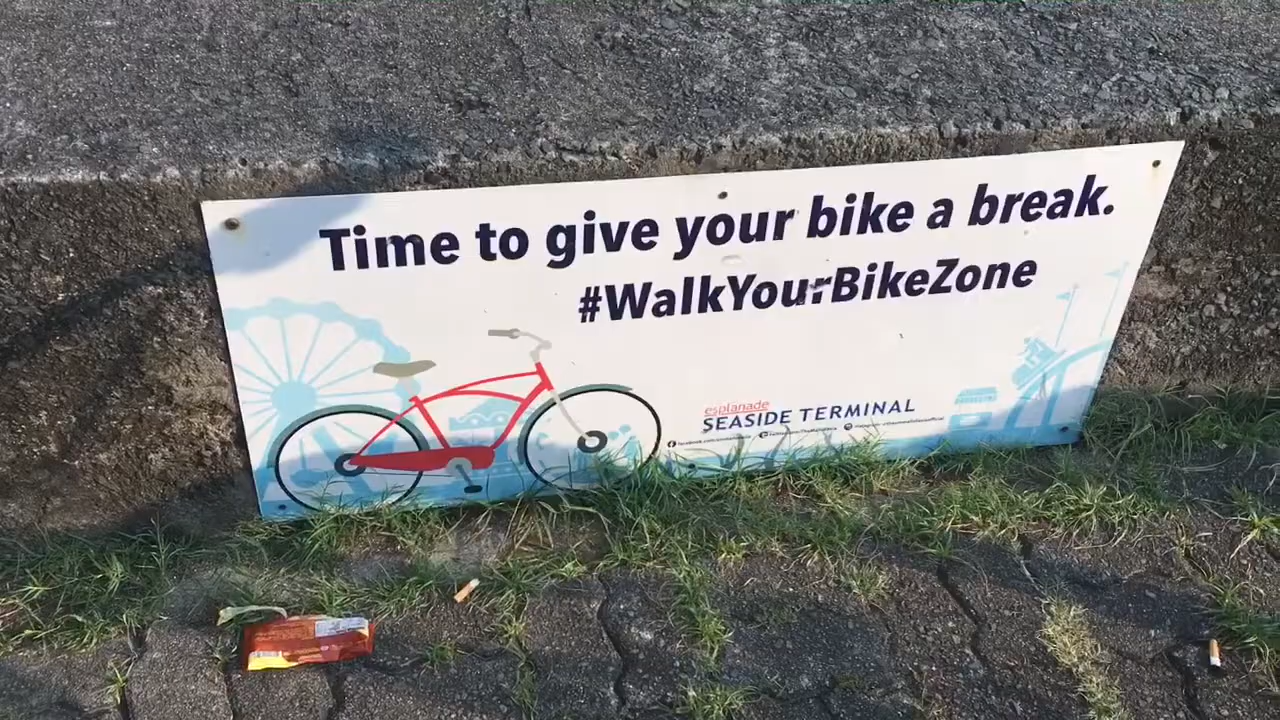 Time to give your bike a break.
#WalkYourBikeZone
esplanade
SEASIDE TERMINAL